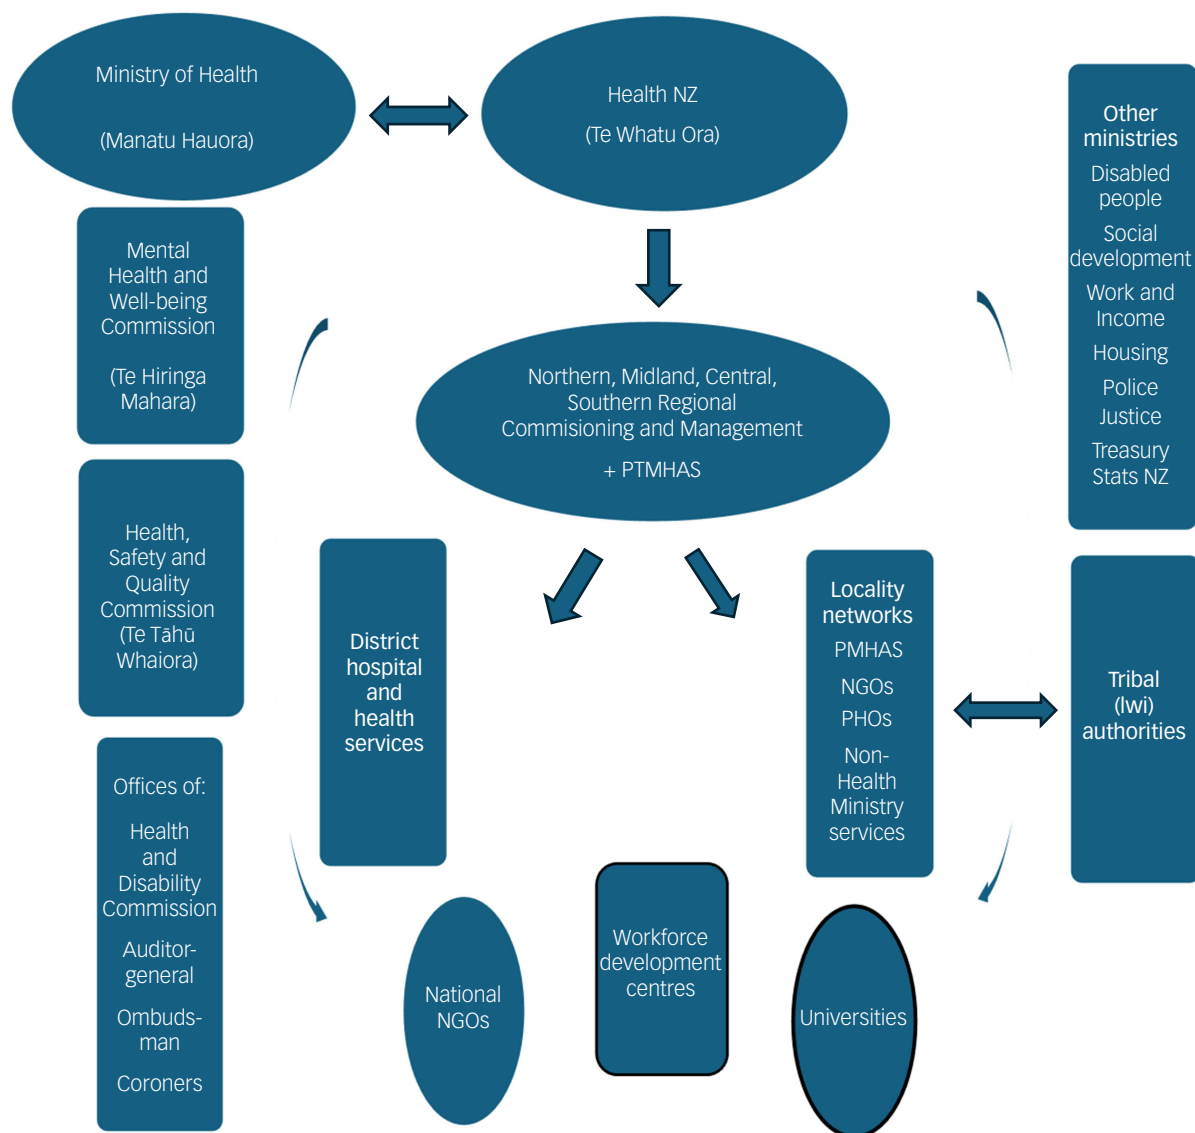 Ministry of Health
(Manatu Hauora)
Health NZ
(Te Whatu Ora)
Other
ministries
Disabled
people
Social
development
Work and
Income
Housing
Police
Justice
Treasury
Stats NZ
Mental
Health and
Well-being
Commission
(Te Hiringa
Mahara)
Northern, Midland, Central,
Southern Regional
Commisioning and Management
+ PTMHAS
Health,
Safety and
Quality
Commission
(Te Tāhū
Whaiora)
District
hospital
and
health
services
Locality
networks
PMHAS
NGOs
PHOs
Non-
Health
Ministry
services
Tribal
(lwi)
authorities
Offices of:
Health
and
Disability
Commission
Auditor-
general
Ombuds-
man
Coroners
National
NGOs
Workforce
development
centres
Universities